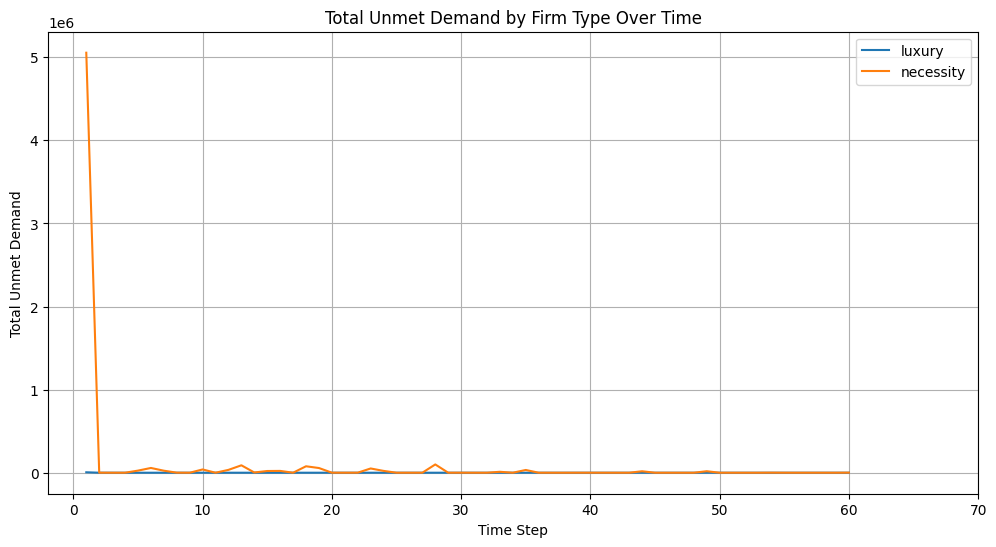 Total Unmet Demand by Firm Type Over Time
1e6
luxury
necessity
5
4
3
2
1
0
Total Unmet Demand
0 10 20 30 40 50 60 70
Time Step